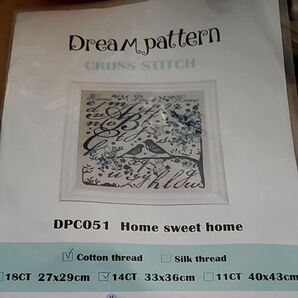 Dream pattern
CROSS STITCH
DPC051 Home sweet home
☑ Cotton thread ☐ Silk thread
☐18CT 27x29cm ☑14CT 33x36cm ☐11CT 40x43cm